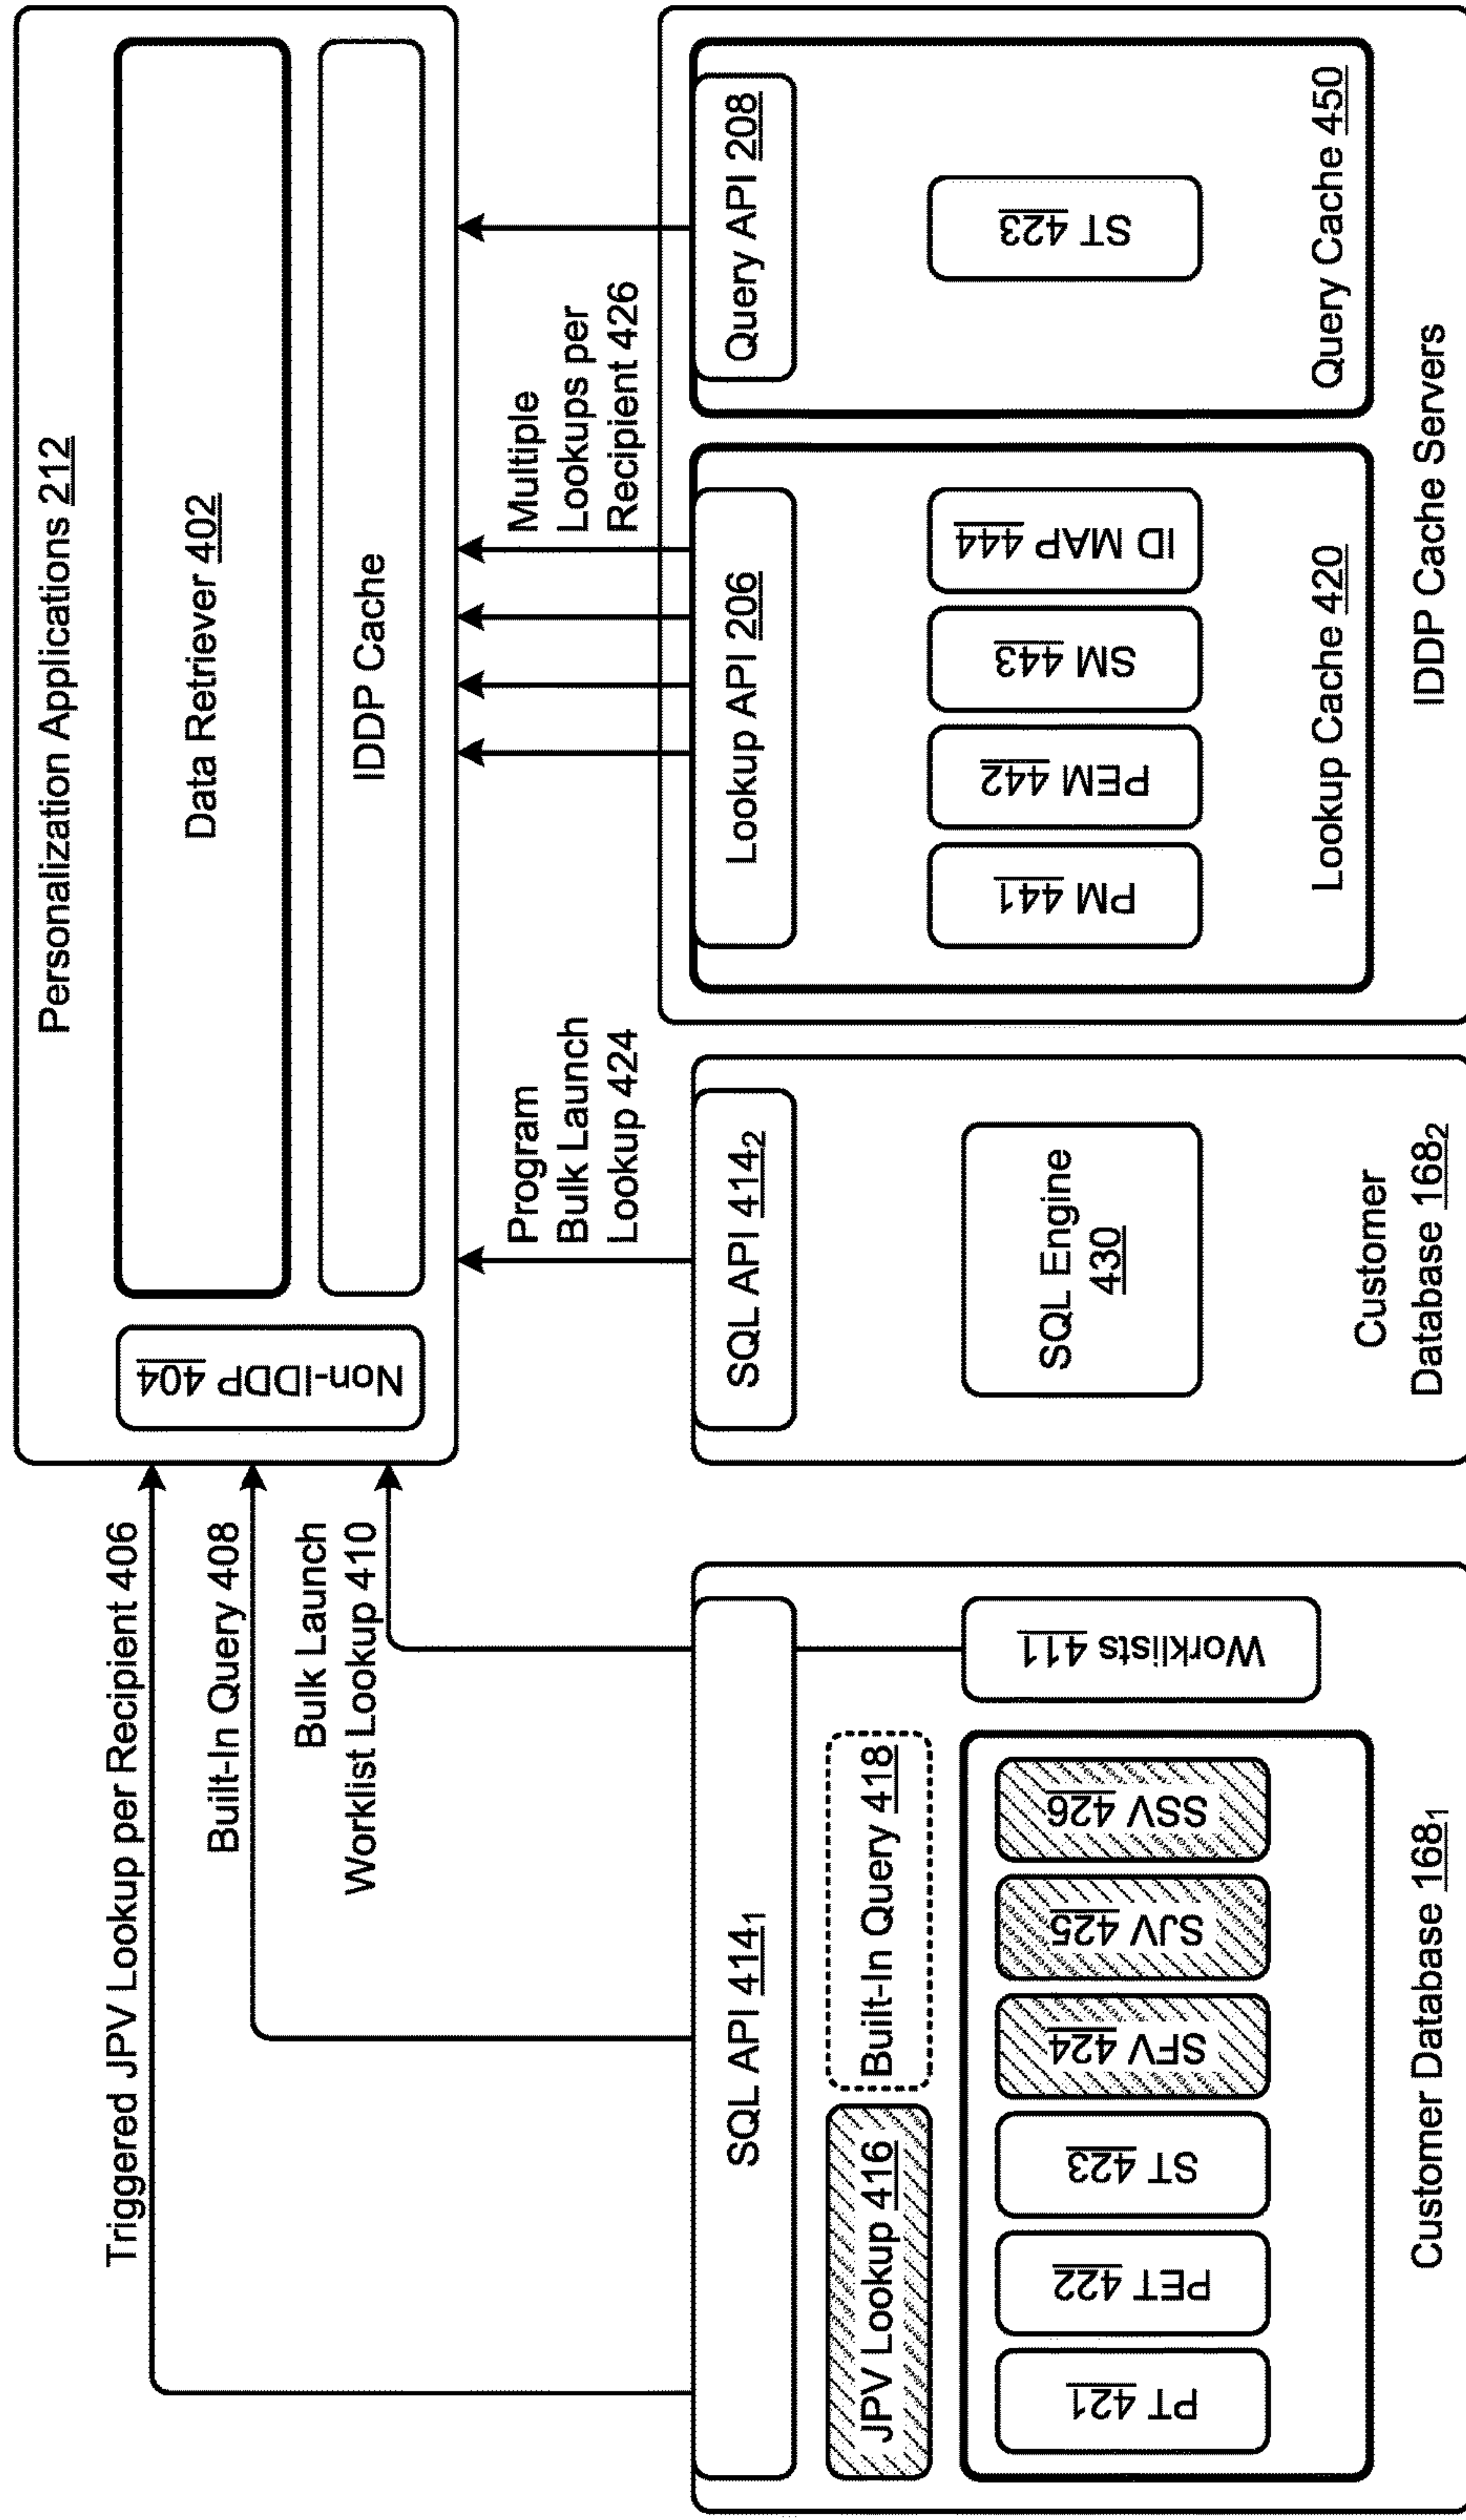 Personalization Applications 212
Non-IDDP 404
Data Retriever 402
IDDP Cache
Triggered JPV Lookup per Recipient 406
Built-In Query 408
Bulk Launch
Worklist Lookup 410
Program
Bulk Launch
Lookup 424
Multiple
Lookups per
Recipient 426
SQL API 414₁
JPV Lookup 416
Built-In Query 418
Worklists 411
PT 421
PET 422
ST 423
SFV 424
SJV 425
SSV 426
Customer Database 168₁
SQL API 414₂
SQL Engine
430
Customer
Database 168₂
Lookup API 206
PM 441
PEM 442
SM 443
ID MAP 444
Lookup Cache 420
Query API 208
ST 423
Query Cache 450
IDDP Cache Servers